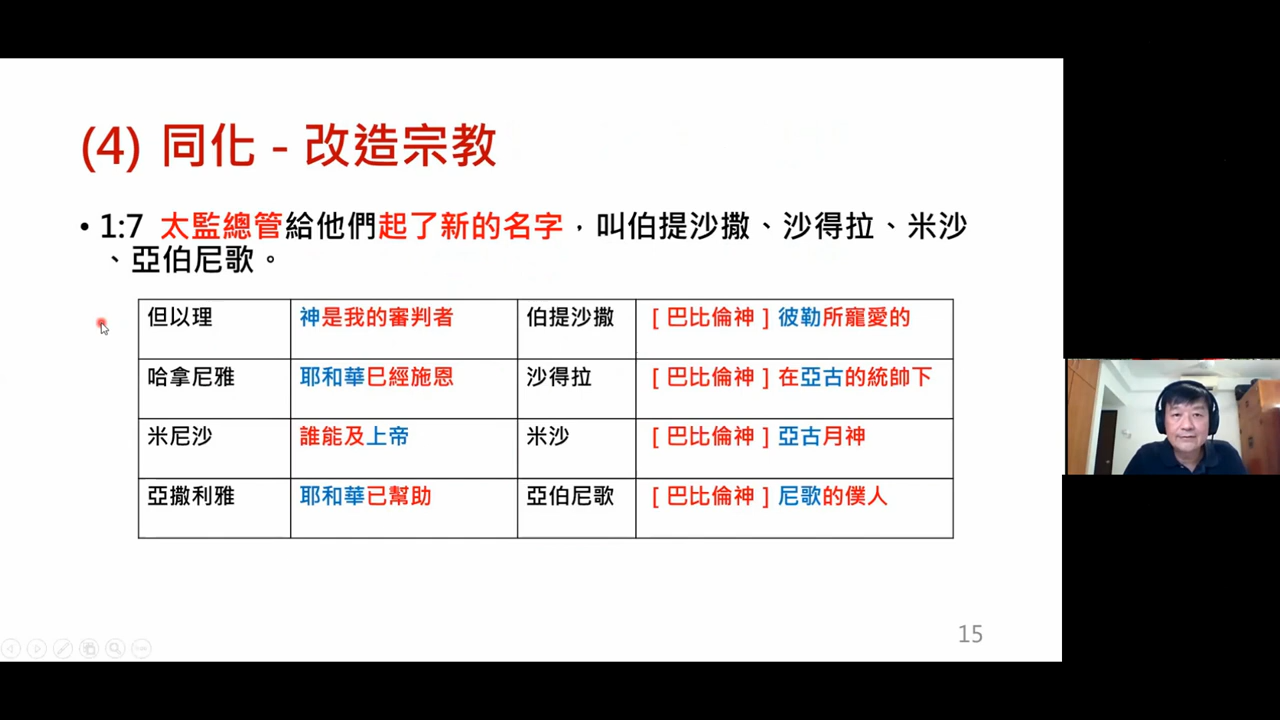 (4) 同化 - 改造宗教
• 1:7 太監總管給他們起了新的名字，叫伯提沙撒、沙得拉、米沙
、亞伯尼歌。
但以理 神是我的審判者 伯提沙撒 [ 巴比倫神 ] 彼勒所寵愛的
哈拿尼雅 耶和華已經施恩 沙得拉 [ 巴比倫神 ] 在亞古的統帥下
米尼沙 誰能及上帝 米沙 [ 巴比倫神 ] 亞古月神
亞撒利雅 耶和華已幫助 亞伯尼歌 [ 巴比倫神 ] 尼歌的僕人
15